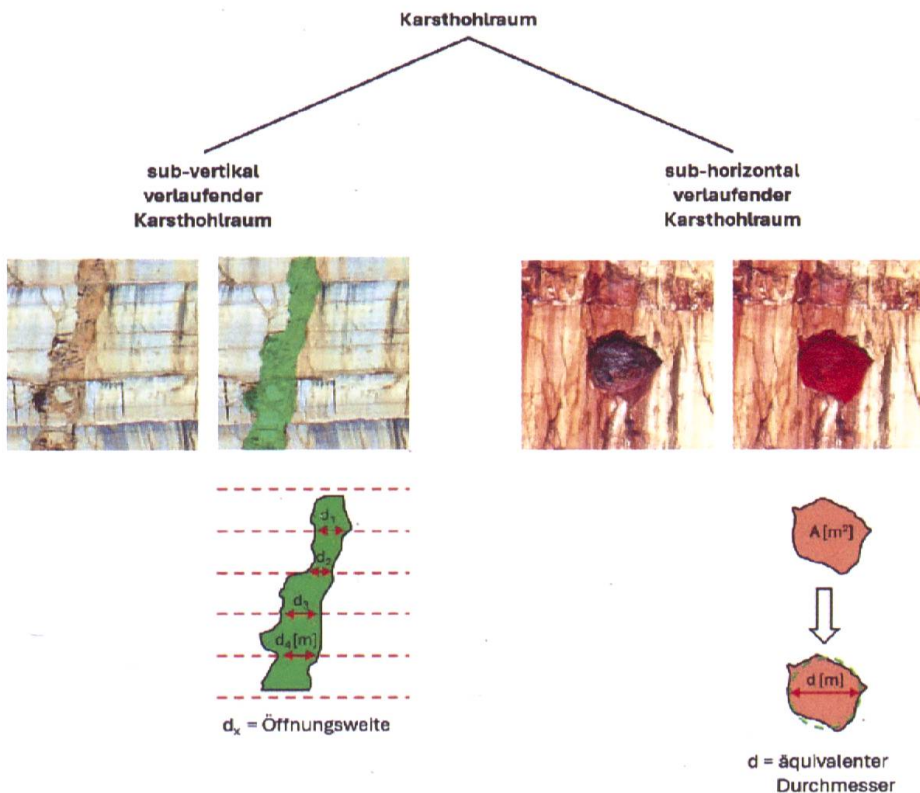 Karsthohlraum
sub-vertikal
verlaufender
Karsthohlraum
sub-horizontal
verlaufender
Karsthohlraum
d₁
d₂
d₃
d₄[m]
dₓ = Öffnungsweite
A[m²]
d[m]
d = äquivalenter
Durchmesser